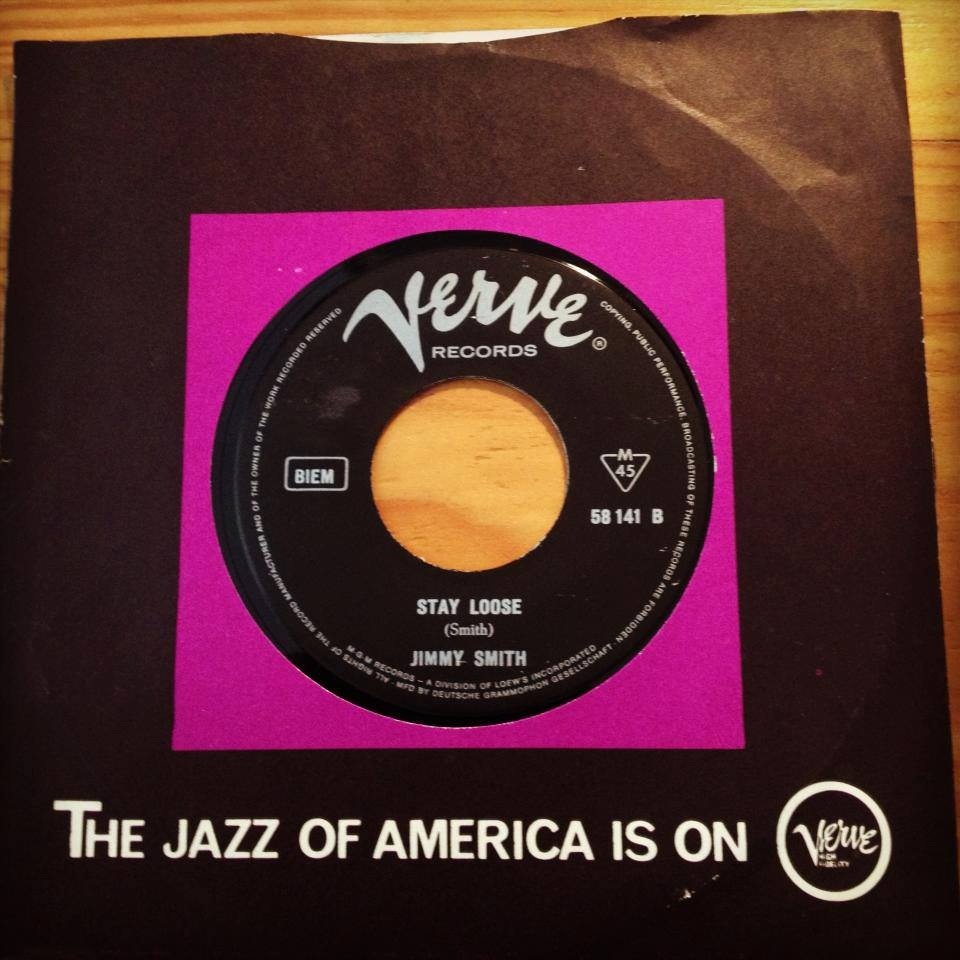 VERVE
RECORDS ®
BIEM
M
45
58 141 B
STAY LOOSE
(Smith)
JIMMY SMITH
M·G·M RECORDS – A DIVISION OF LOEW'S INCORPORATED
ALL RIGHTS OF THE RECORD MANUFACTURER AND OF THE OWNER OF THE WORK RECORDED RESERVED
COPYING, PUBLIC PERFORMANCE, BROADCASTING OF THESE RECORDS ARE FORBIDDEN · MFD BY DEUTSCHE GRAMMOPHON GESELLSCHAFT ·
THE JAZZ OF AMERICA IS ON
VERVE
HIGH
FIDELITY